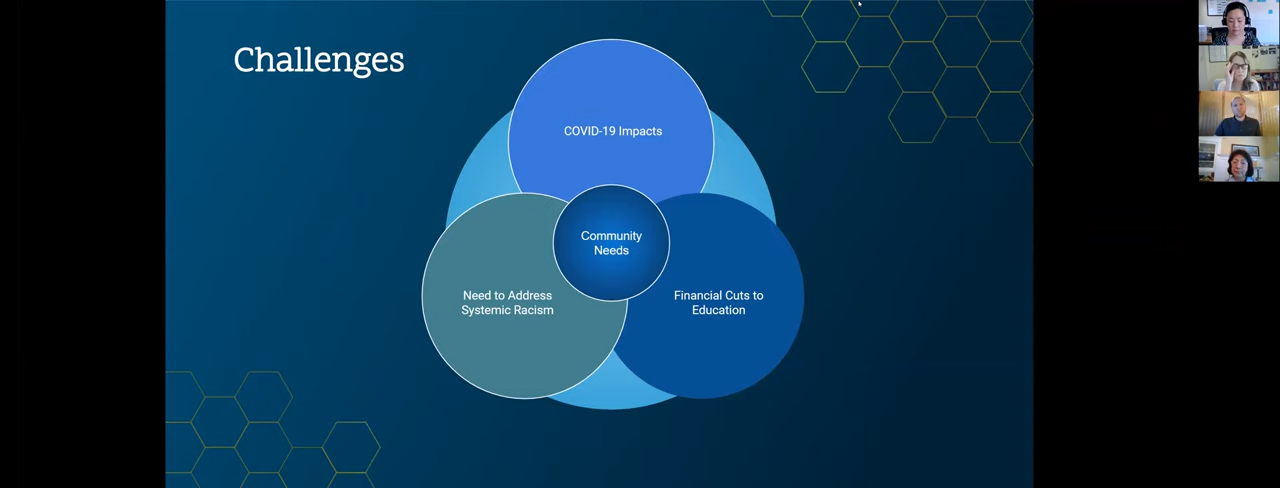 Challenges
COVID-19 Impacts
Community
Needs
Need to Address
Systemic Racism
Financial Cuts to
Education